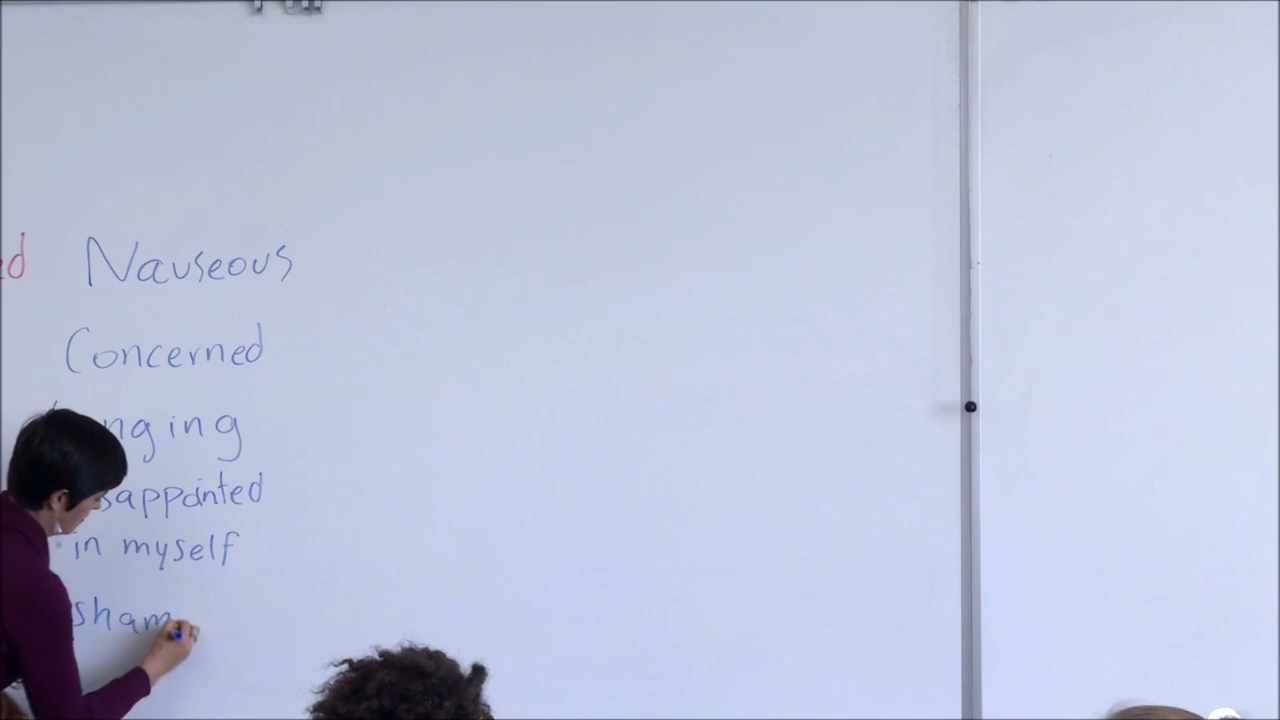 Nauseous
Concerned
nging
sappointed
in myself
sham